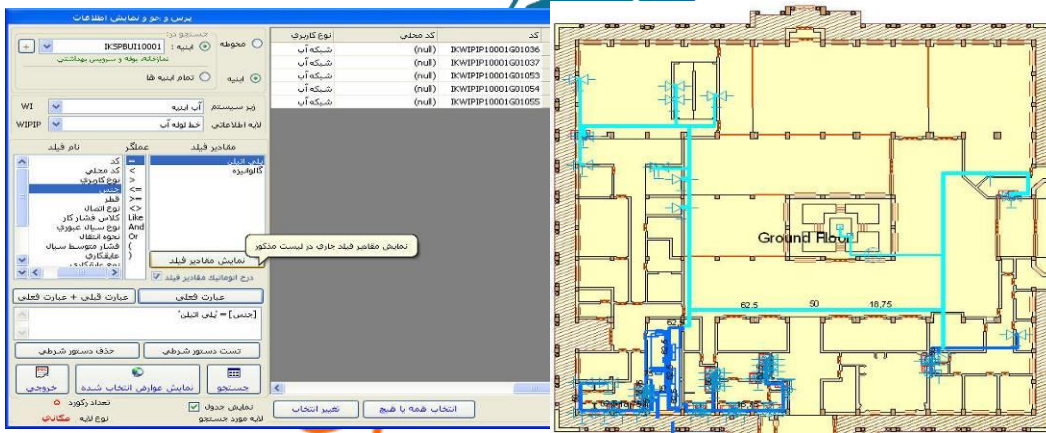 پرس و جو و نمایش اطلاعات
جستجو در:
محوطه
ابنیه :
IKSPBUI10001
+
نمازخانه، بوفه و سرویس بهداشتی
ابنیه
تمام ابنیه ها
زیر سیستم
آب ابنیه
WI
لایه اطلاعاتی
خط لوله آب
WIPIP
مقادیر فیلد
عملگر
نام فیلد
پلی اتیلن
گالوانیزه
=
<
>
<=
>=
<>
Like
And
Or
(
)
کد
کد محلی
نوع کاربری
جنس
قطر
نوع اتصال
کلاس فشار کار
نوع سیال عبوری
نحوه انتقال
فشار متوسط سیال
عایقکاری
نمایش مقادیر فیلد جاری در لیست مذکور
نمایش مقادیر فیلد
درج اتوماتیک مقادیر فیلد
عبارت فعلی
عبارت قبلی + عبارت فعلی
[جنس] = 'پلی اتیلن'
تست دستور شرطی
حذف دستور شرطی
جستجو
نمایش عوارض انتخاب شده
خروجی
نمایش جدول
تعداد رکورد ۵
لایه مورد جستجو
نوع لایه مکانی
کد
کد محلی
نوع کاربری
IKWIPIP10001G01036 (null) شبکه آب
IKWIPIP10001G01037 (null) شبکه آب
IKWIPIP10001G01053 (null) شبکه آب
IKWIPIP10001G01054 (null) شبکه آب
IKWIPIP10001G01055 (null) شبکه آب
انتخاب همه یا هیچ
تغییر انتخاب
Ground Floor
62.5 50 18.75
62.5